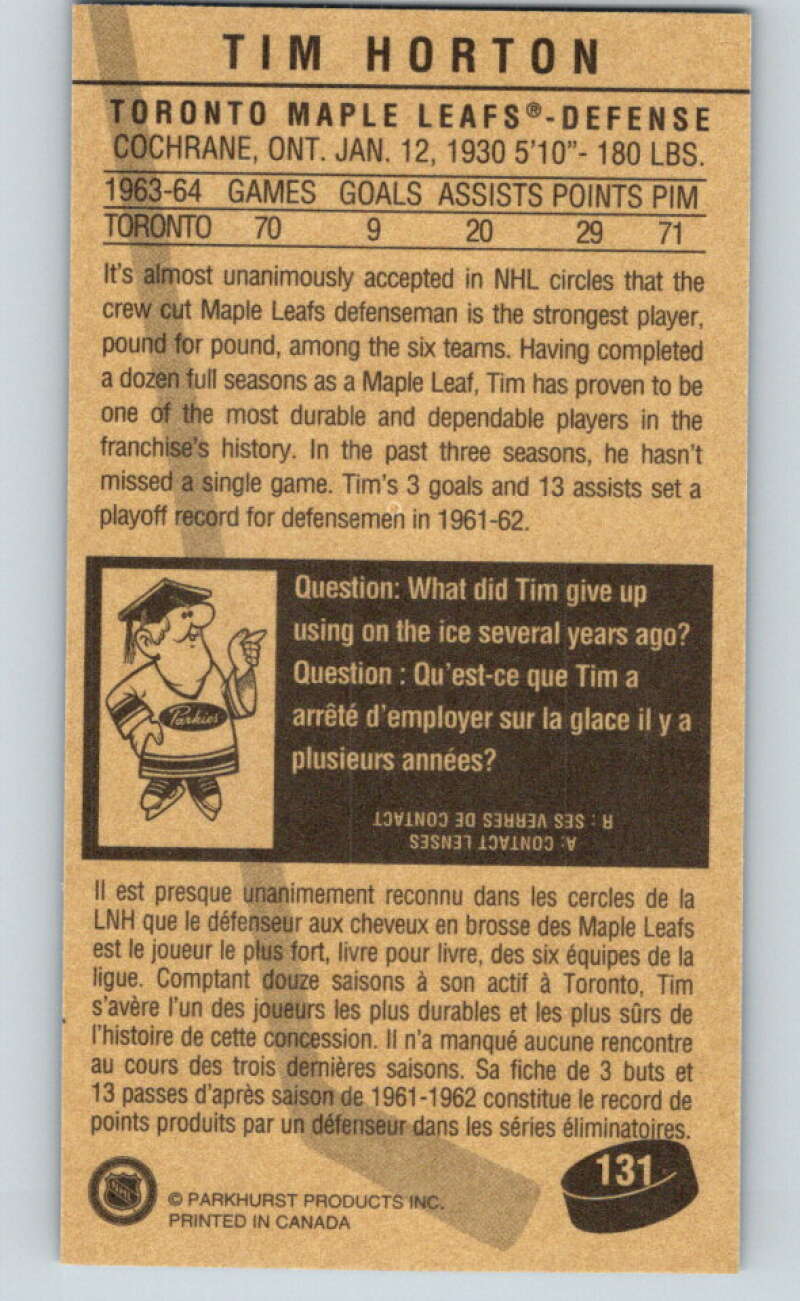 TIM HORTON
TORONTO MAPLE LEAFS®-DEFENSE
COCHRANE, ONT. JAN. 12, 1930 5'10"- 180 LBS.
1963-64 GAMES GOALS ASSISTS POINTS PIM
TORONTO 70 9 20 29 71
It's almost unanimously accepted in NHL circles that the
crew cut Maple Leafs defenseman is the strongest player,
pound for pound, among the six teams. Having completed
a dozen full seasons as a Maple Leaf, Tim has proven to be
one of the most durable and dependable players in the
franchise's history. In the past three seasons, he hasn't
missed a single game. Tim's 3 goals and 13 assists set a
playoff record for defensemen in 1961-62.
Parkies
Question: What did Tim give up
using on the ice several years ago?
Question : Qu'est-ce que Tim a
arrêté d'employer sur la glace il y a
plusieurs années?
A: CONTACT LENSES
R : SES VERRES DE CONTACT
Il est presque unanimement reconnu dans les cercles de la
LNH que le défenseur aux cheveux en brosse des Maple Leafs
est le joueur le plus fort, livre pour livre, des six équipes de la
ligue. Comptant douze saisons à son actif à Toronto, Tim
s'avère l'un des joueurs les plus durables et les plus sûrs de
l'histoire de cette concession. Il n'a manqué aucune rencontre
au cours des trois dernières saisons. Sa fiche de 3 buts et
13 passes d'après saison de 1961-1962 constitue le record de
points produits par un défenseur dans les séries éliminatoires.
NHL
© PARKHURST PRODUCTS INC.
PRINTED IN CANADA
131